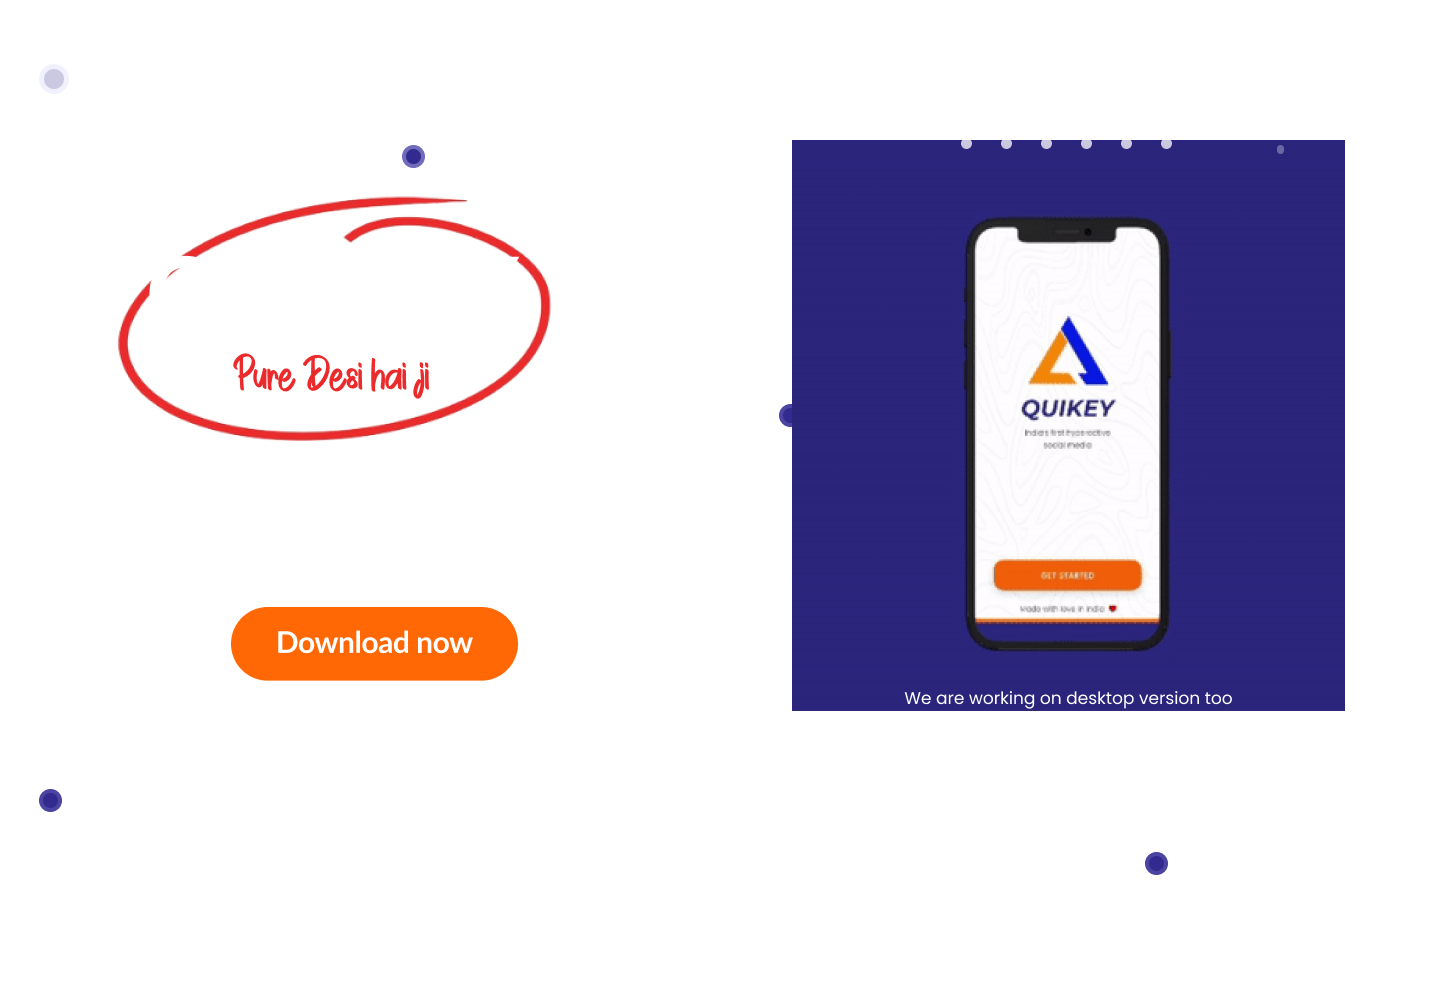 Pure Desi hai ji
Download now
QUIKEY
India's first hyperactive
social media
GET STARTED
Made with love in India
We are working on desktop version too